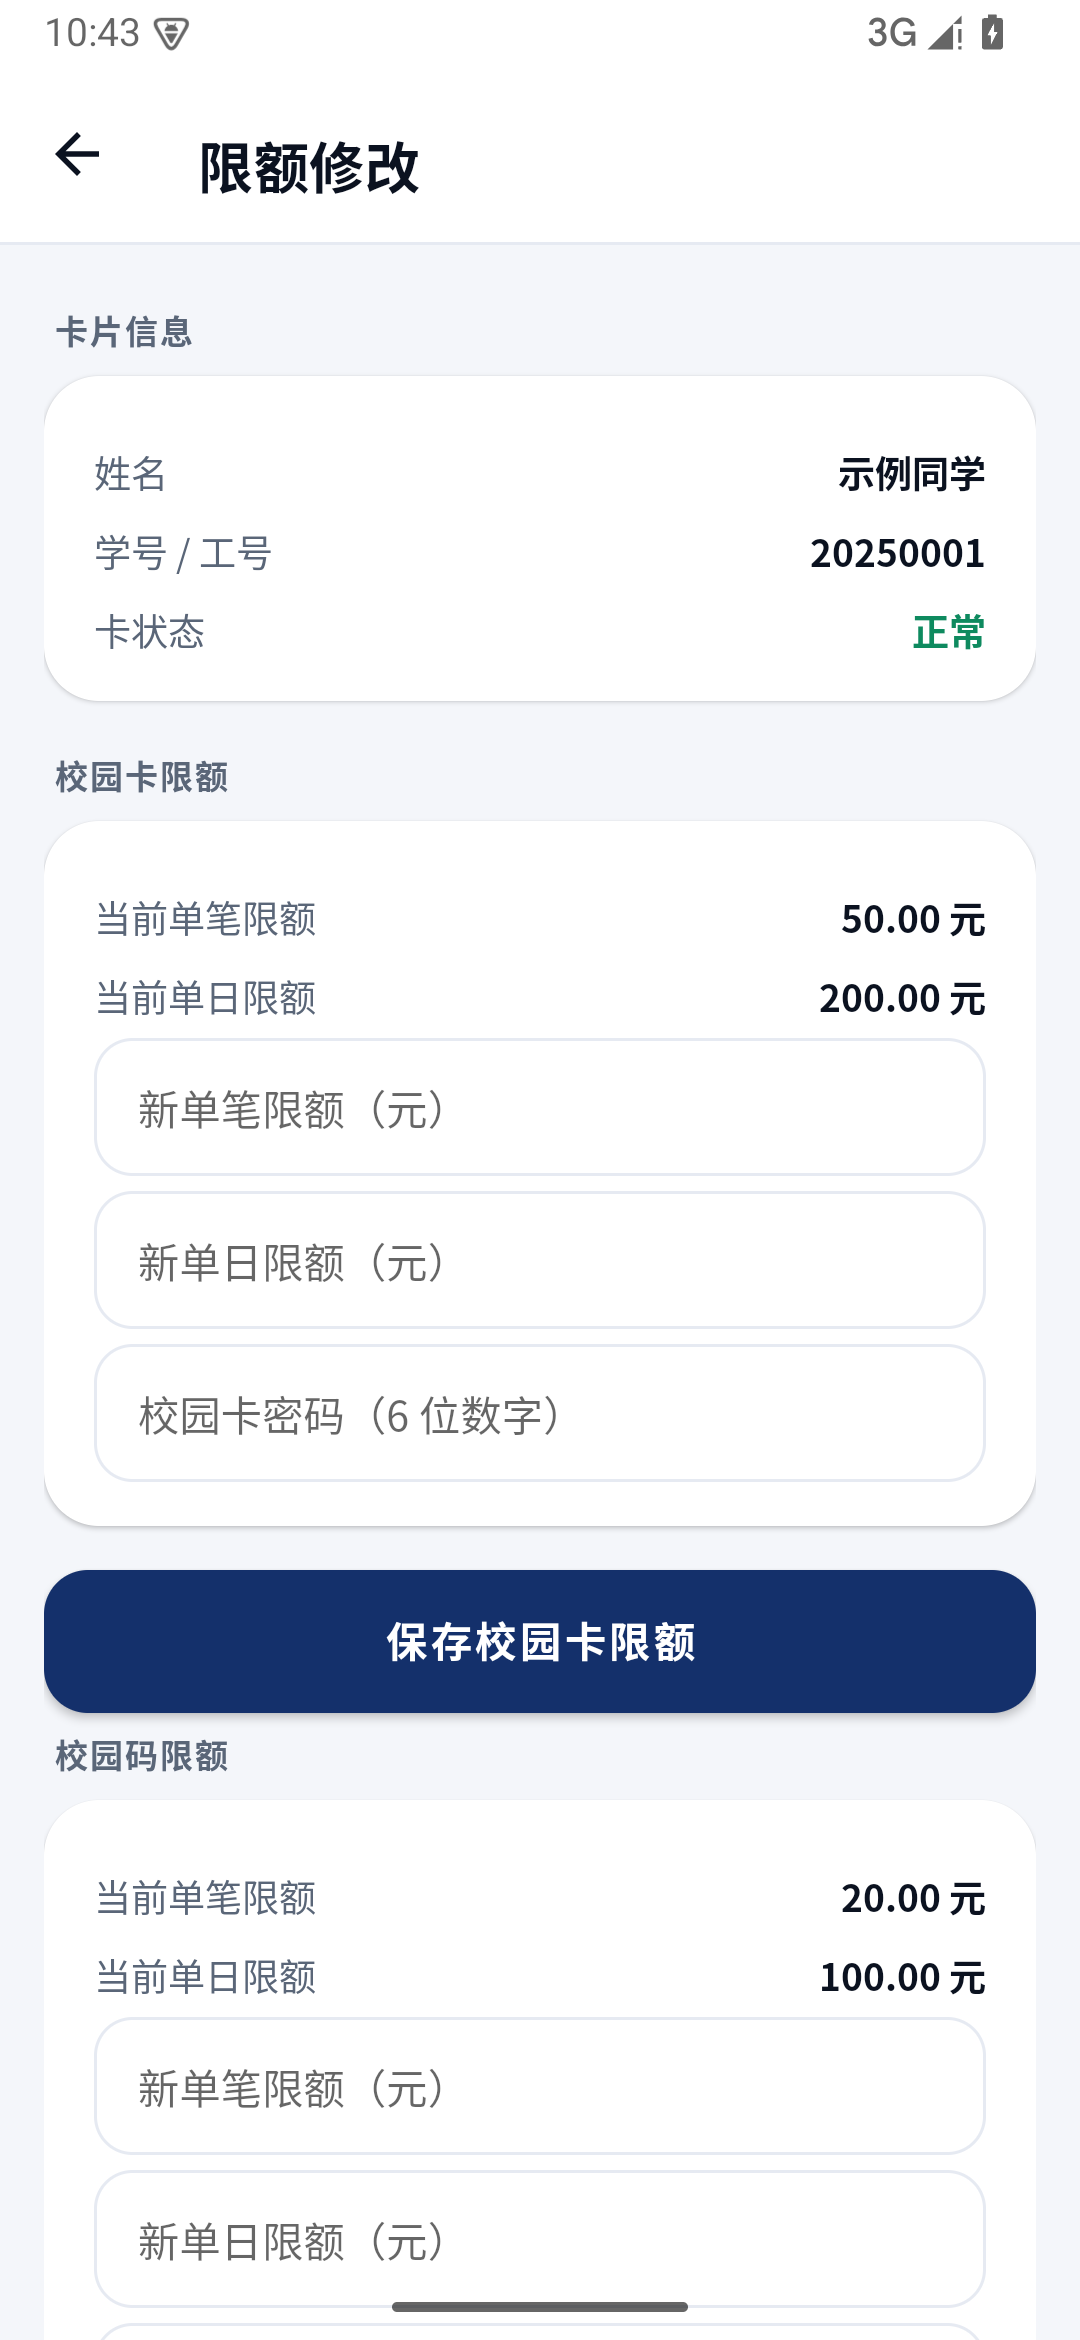 10:43
3G
限额修改
卡片信息
姓名 示例同学
学号 / 工号 20250001
卡状态 正常
校园卡限额
当前单笔限额 50.00 元
当前单日限额 200.00 元
新单笔限额（元）
新单日限额（元）
校园卡密码（6 位数字）
保存校园卡限额
校园码限额
当前单笔限额 20.00 元
当前单日限额 100.00 元
新单笔限额（元）
新单日限额（元）